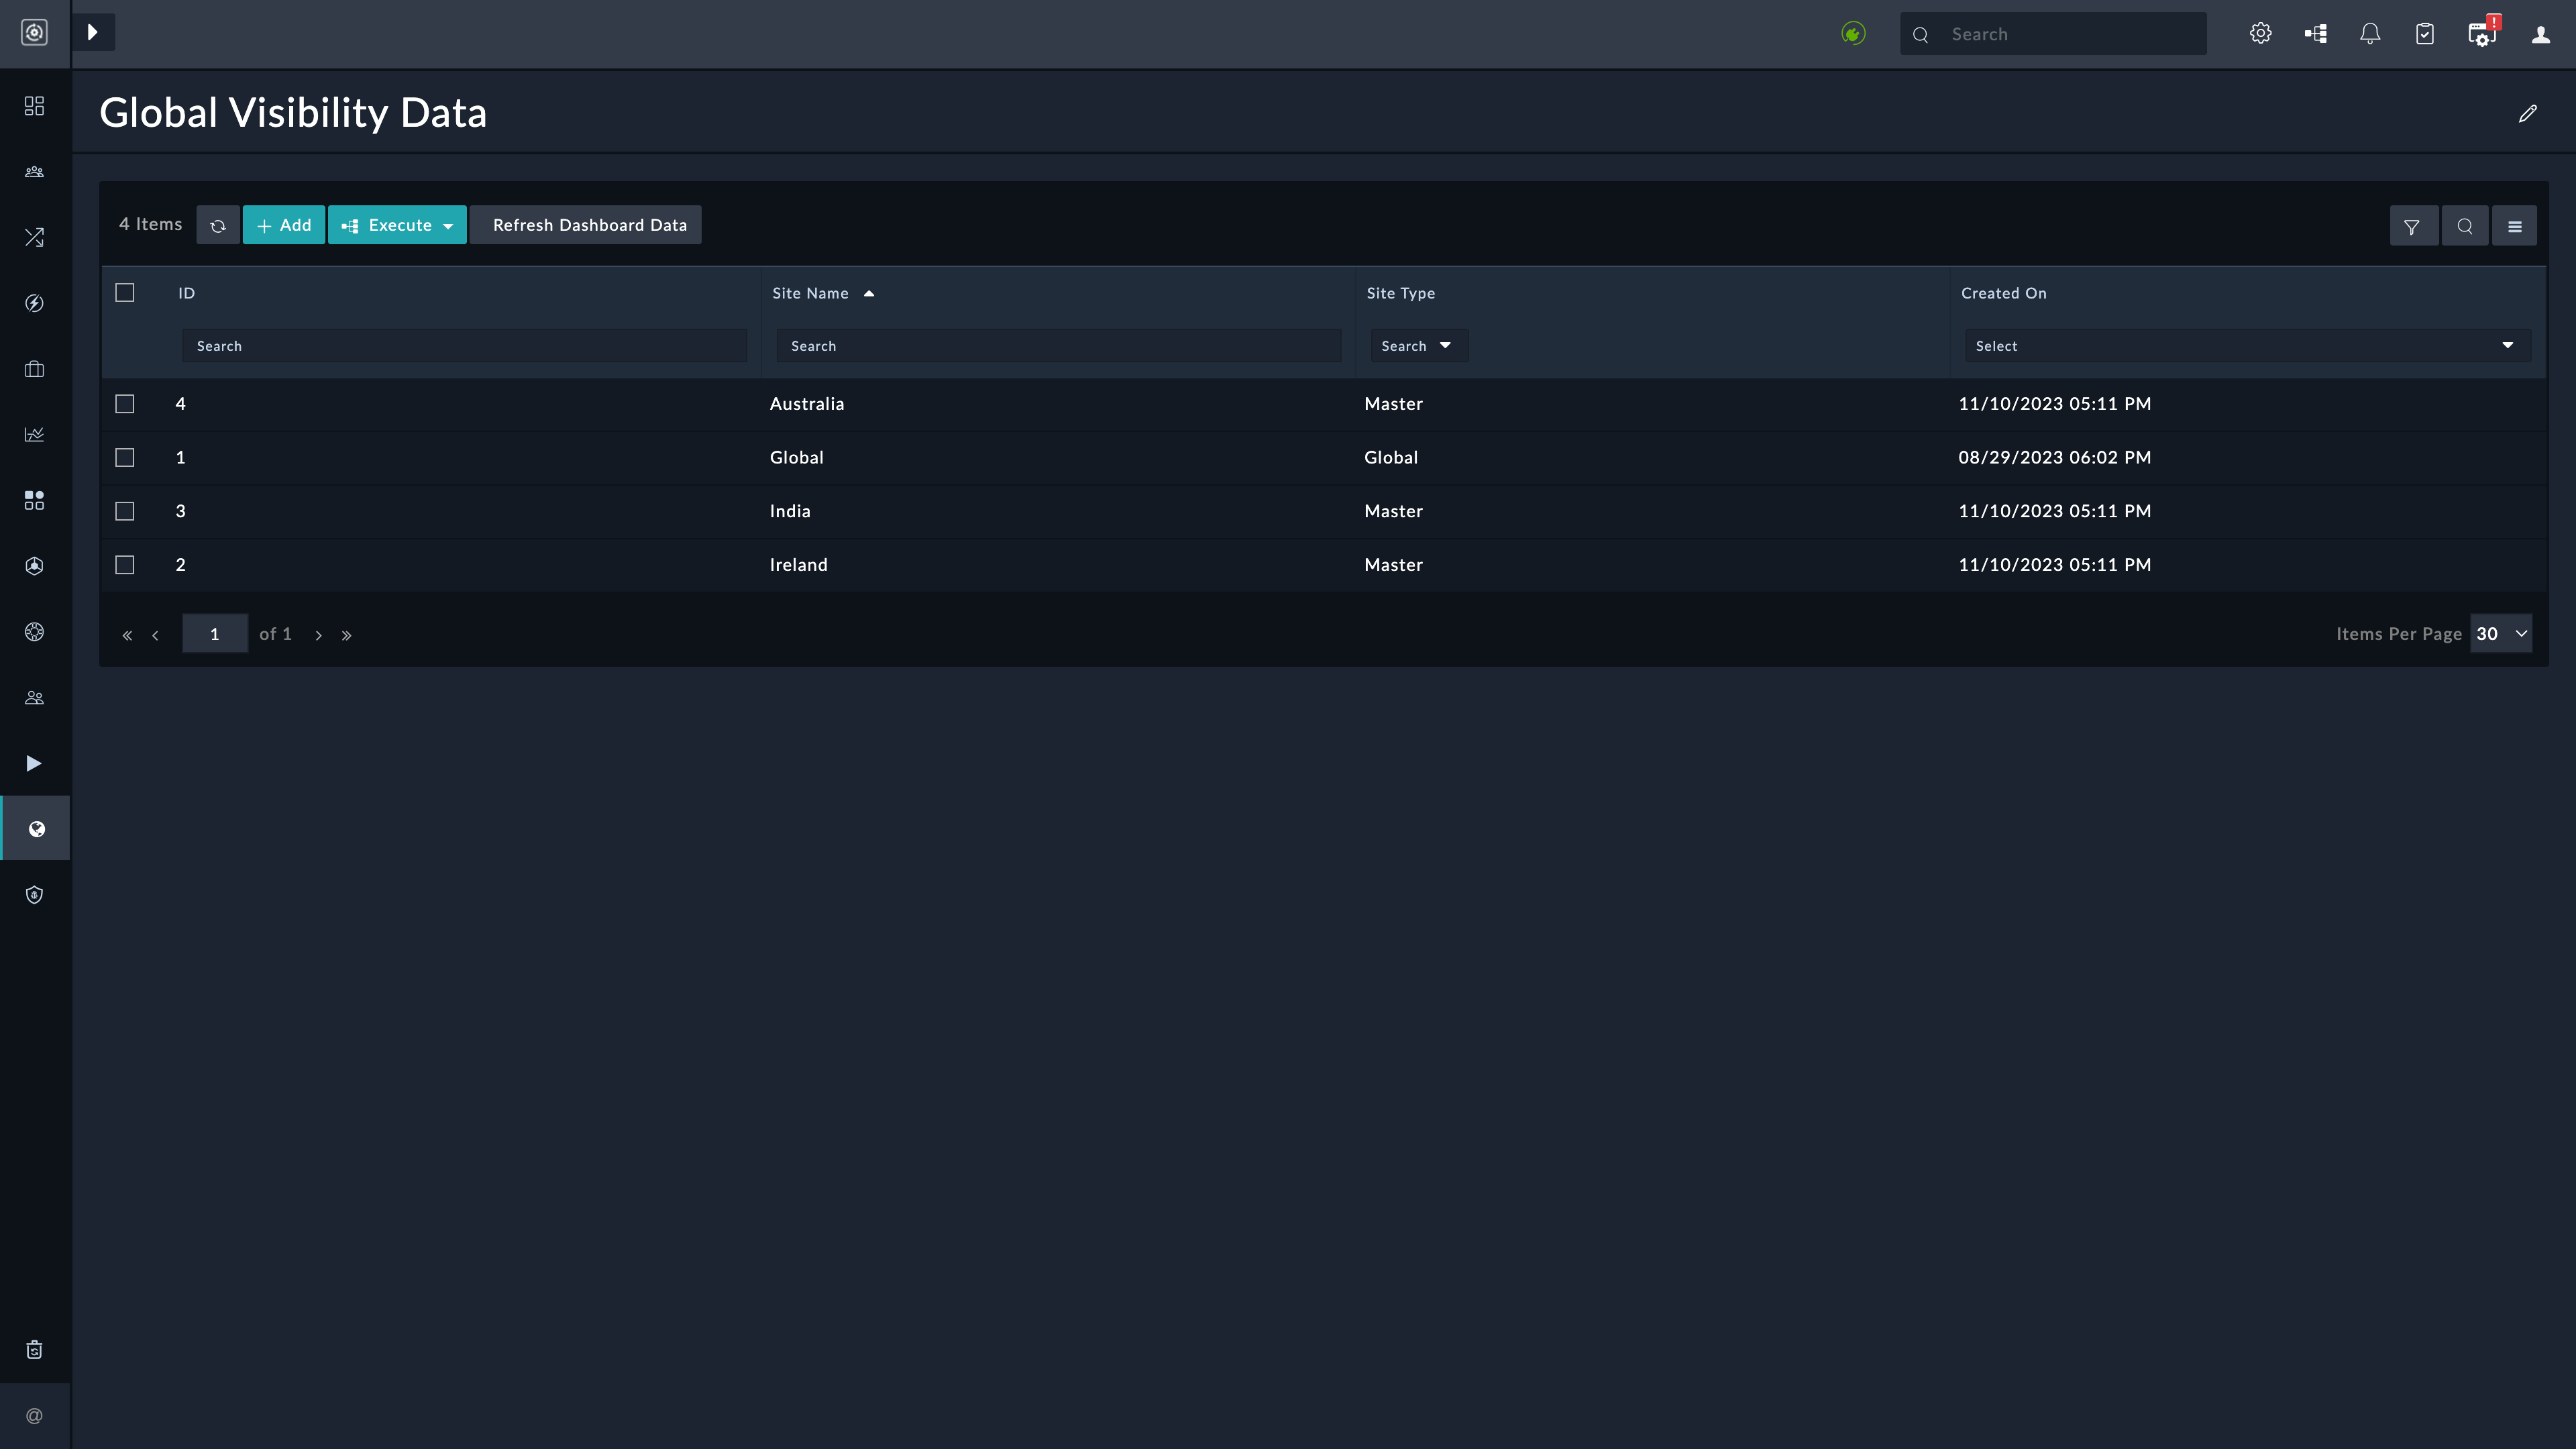 !
Search
Global Visibility Data
4 Items
Add
Execute
Refresh Dashboard Data
ID
Site Name
Site Type
Created On
Search
Search
Search
Select
4 Australia Master 11/10/2023 05:11 PM
1 Global Global 08/29/2023 06:02 PM
3 India Master 11/10/2023 05:11 PM
2 Ireland Master 11/10/2023 05:11 PM
« ‹ 1 of 1 › »
Items Per Page 30
@